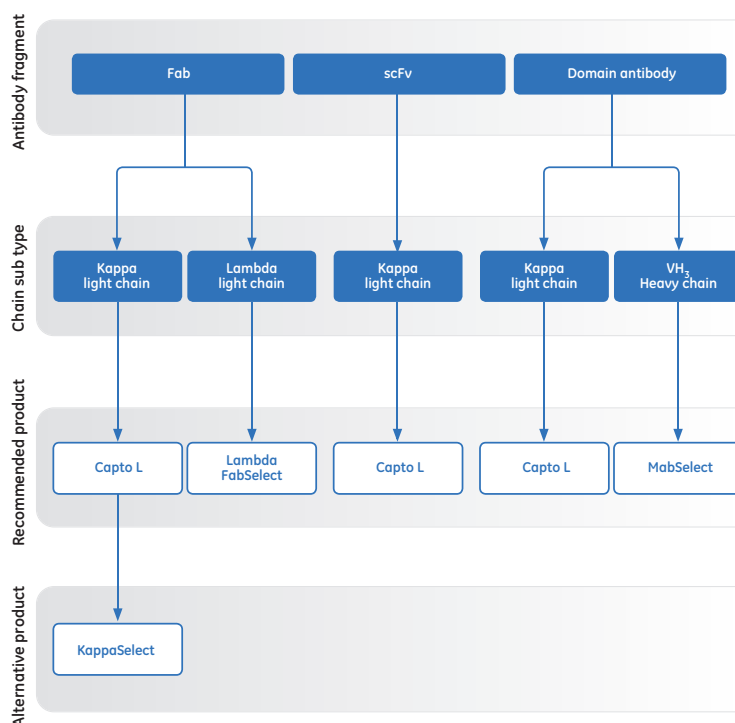 Antibody fragment
Fab
scFv
Domain antibody
Chain sub type
Kappa
light chain
Lambda
light chain
Kappa
light chain
Kappa
light chain
VH3
Heavy chain
Recommended product
Capto L
Lambda
FabSelect
Capto L
Capto L
MabSelect
Alternative product
KappaSelect